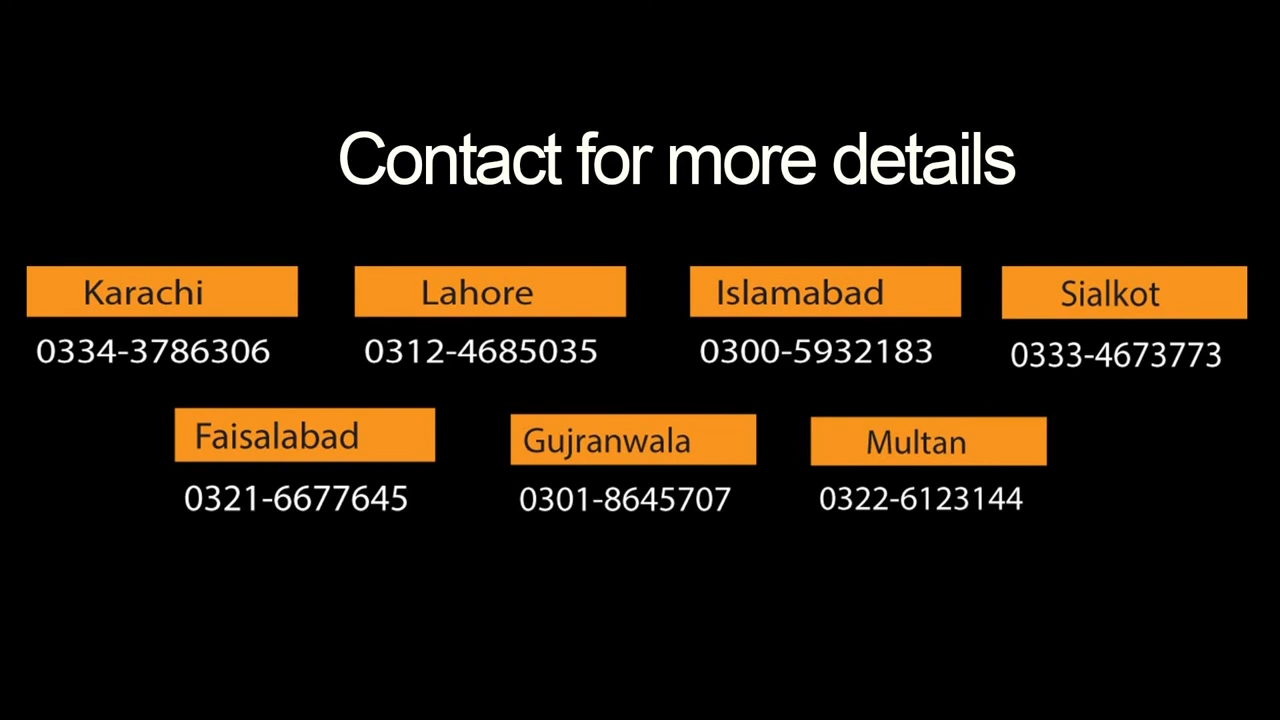 Contact for more details
Karachi Lahore Islamabad Sialkot
0334-3786306 0312-4685035 0300-5932183 0333-4673773
Faisalabad Gujranwala Multan
0321-6677645 0301-8645707 0322-6123144